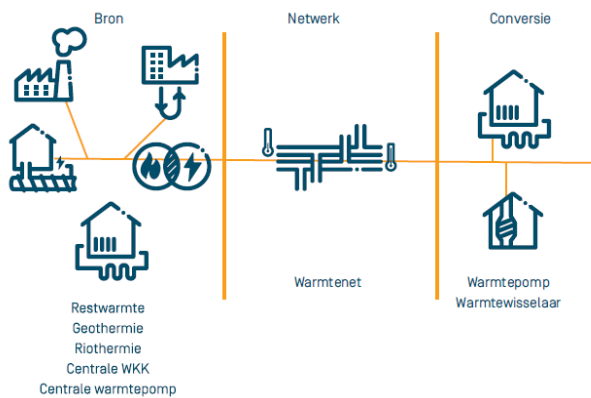 Bron
Netwerk
Conversie
Warmtenet
Warmtepomp
Warmtewisselaar
Restwarmte
Geothermie
Riothermie
Centrale WKK
Centrale warmtepomp